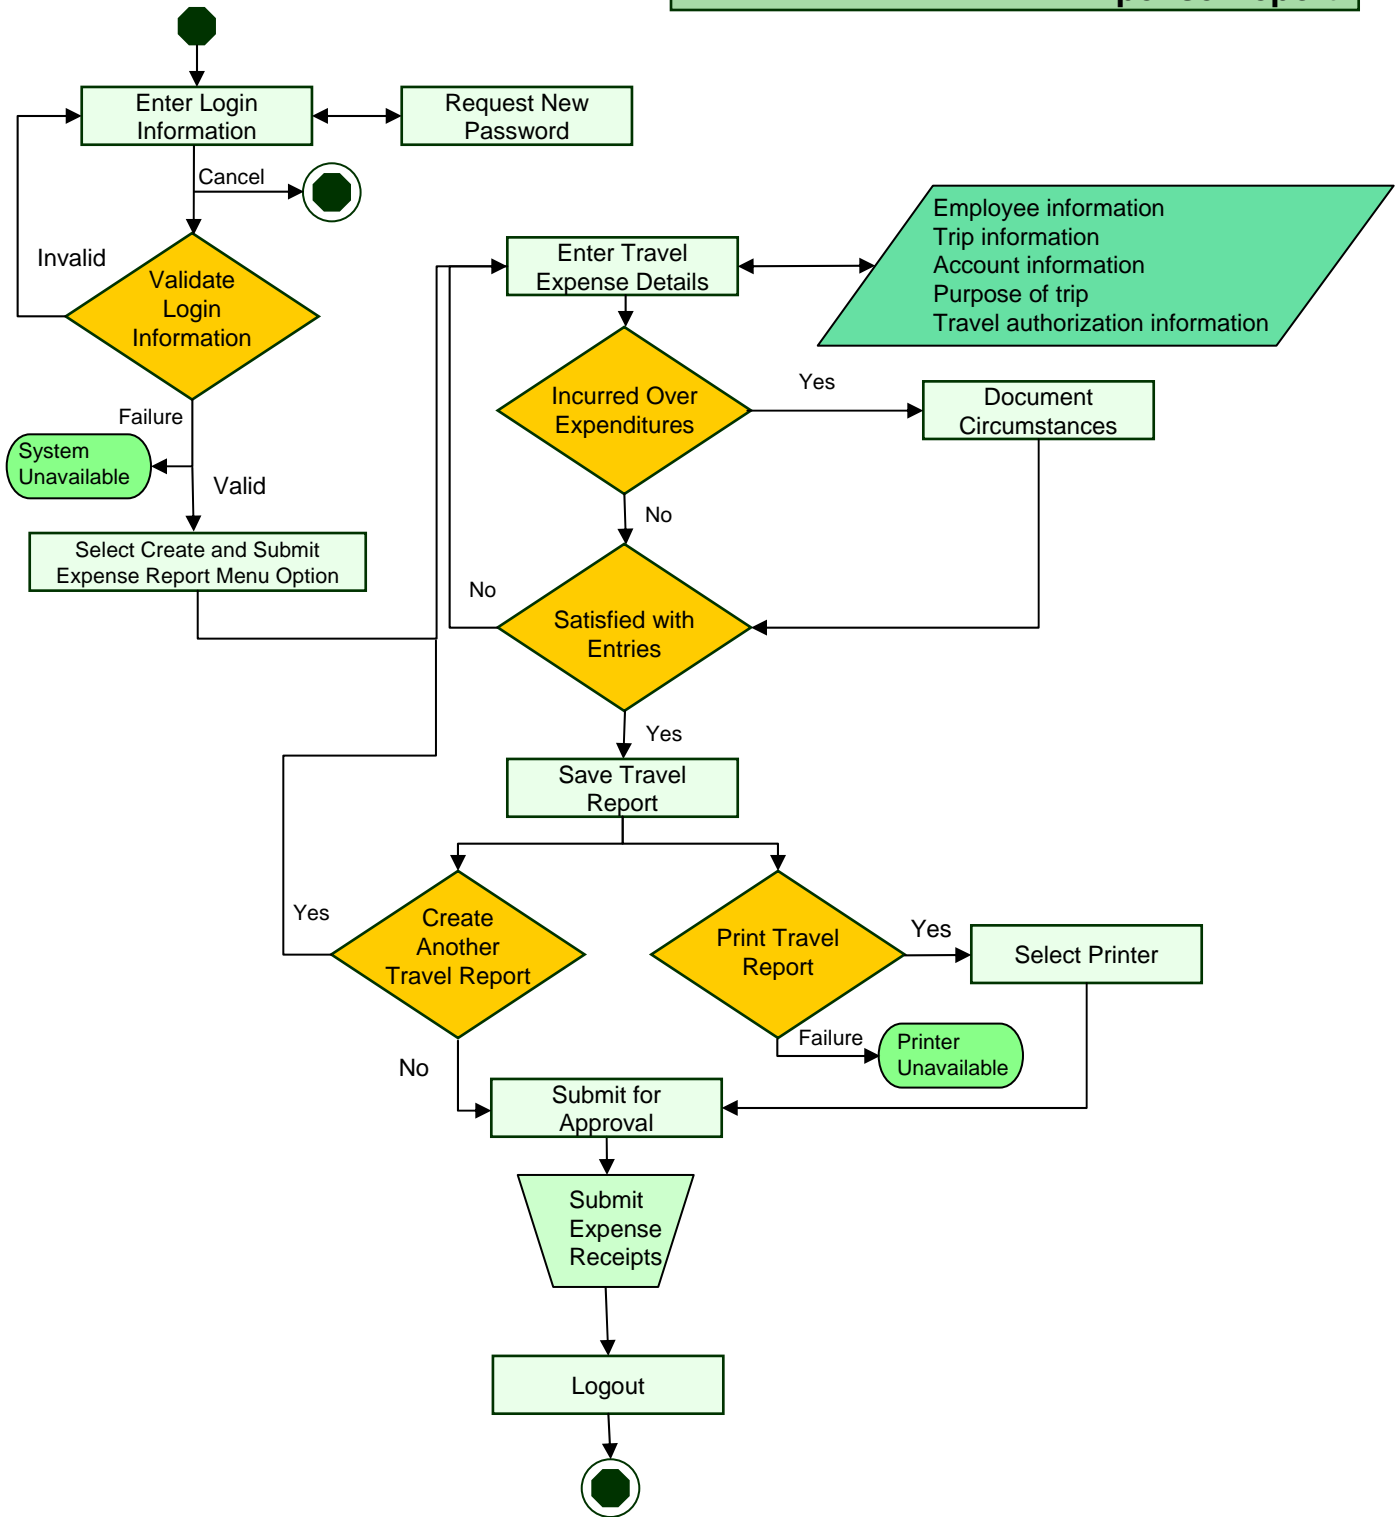 Enter Login
Information
Request New
Password
Cancel
Invalid
Validate
Login
Information
Failure
System
Unavailable
Valid
Select Create and Submit
Expense Report Menu Option
Enter Travel
Expense Details
Employee information
Trip information
Account information
Purpose of trip
Travel authorization information
Incurred Over
Expenditures
Yes
Document
Circumstances
No
No
Satisfied with
Entries
Yes
Save Travel
Report
Yes
Create
Another
Travel Report
Print Travel
Report
Yes
Select Printer
Failure
Printer
Unavailable
No
Submit for
Approval
Submit
Expense
Receipts
Logout